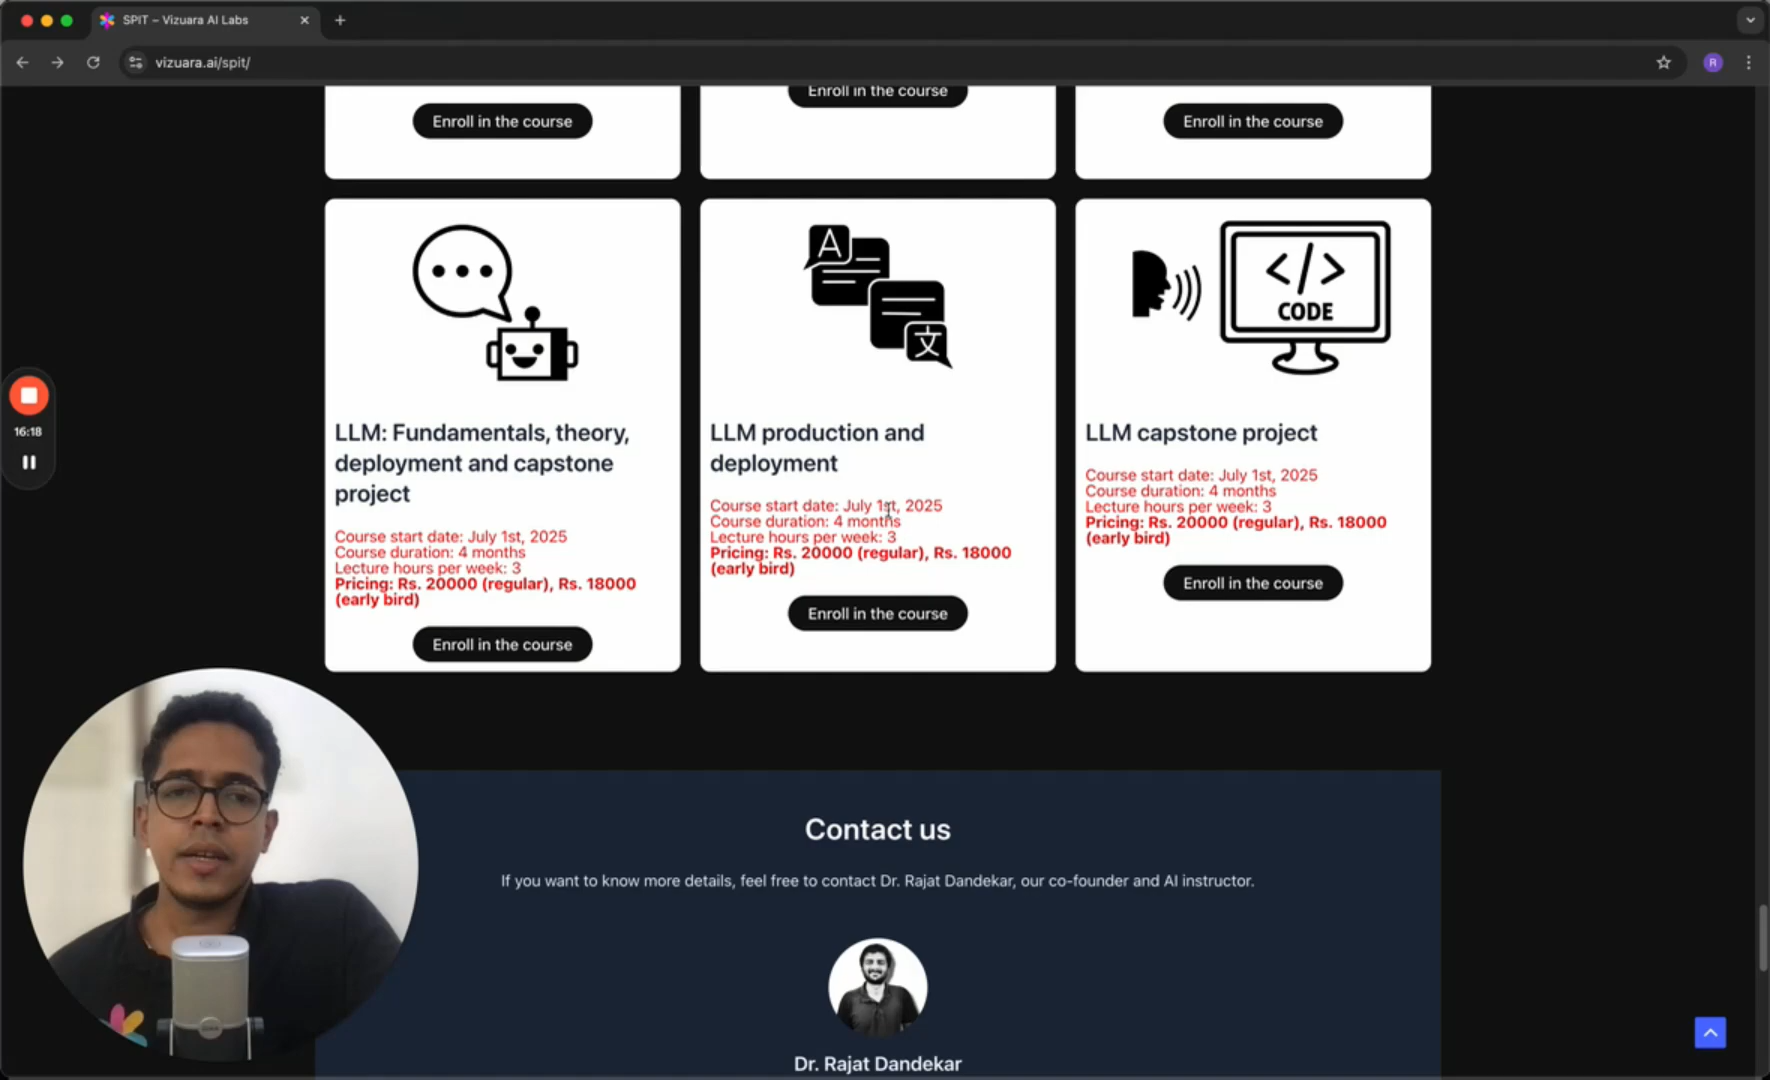 SPIT – Vizuara AI Labs
vizuara.ai/spit/
R
Enroll in the course
Enroll in the course
Enroll in the course
A
文
</>
CODE
LLM: Fundamentals, theory,
deployment and capstone
project
Course start date: July 1st, 2025
Course duration: 4 months
Lecture hours per week: 3
Pricing: Rs. 20000 (regular), Rs. 18000
(early bird)
Enroll in the course
LLM production and
deployment
Course start date: July 1st, 2025
Course duration: 4 months
Lecture hours per week: 3
Pricing: Rs. 20000 (regular), Rs. 18000
(early bird)
Enroll in the course
LLM capstone project
Course start date: July 1st, 2025
Course duration: 4 months
Lecture hours per week: 3
Pricing: Rs. 20000 (regular), Rs. 18000
(early bird)
Enroll in the course
16:18
Contact us
If you want to know more details, feel free to contact Dr. Rajat Dandekar, our co-founder and AI instructor.
Dr. Rajat Dandekar